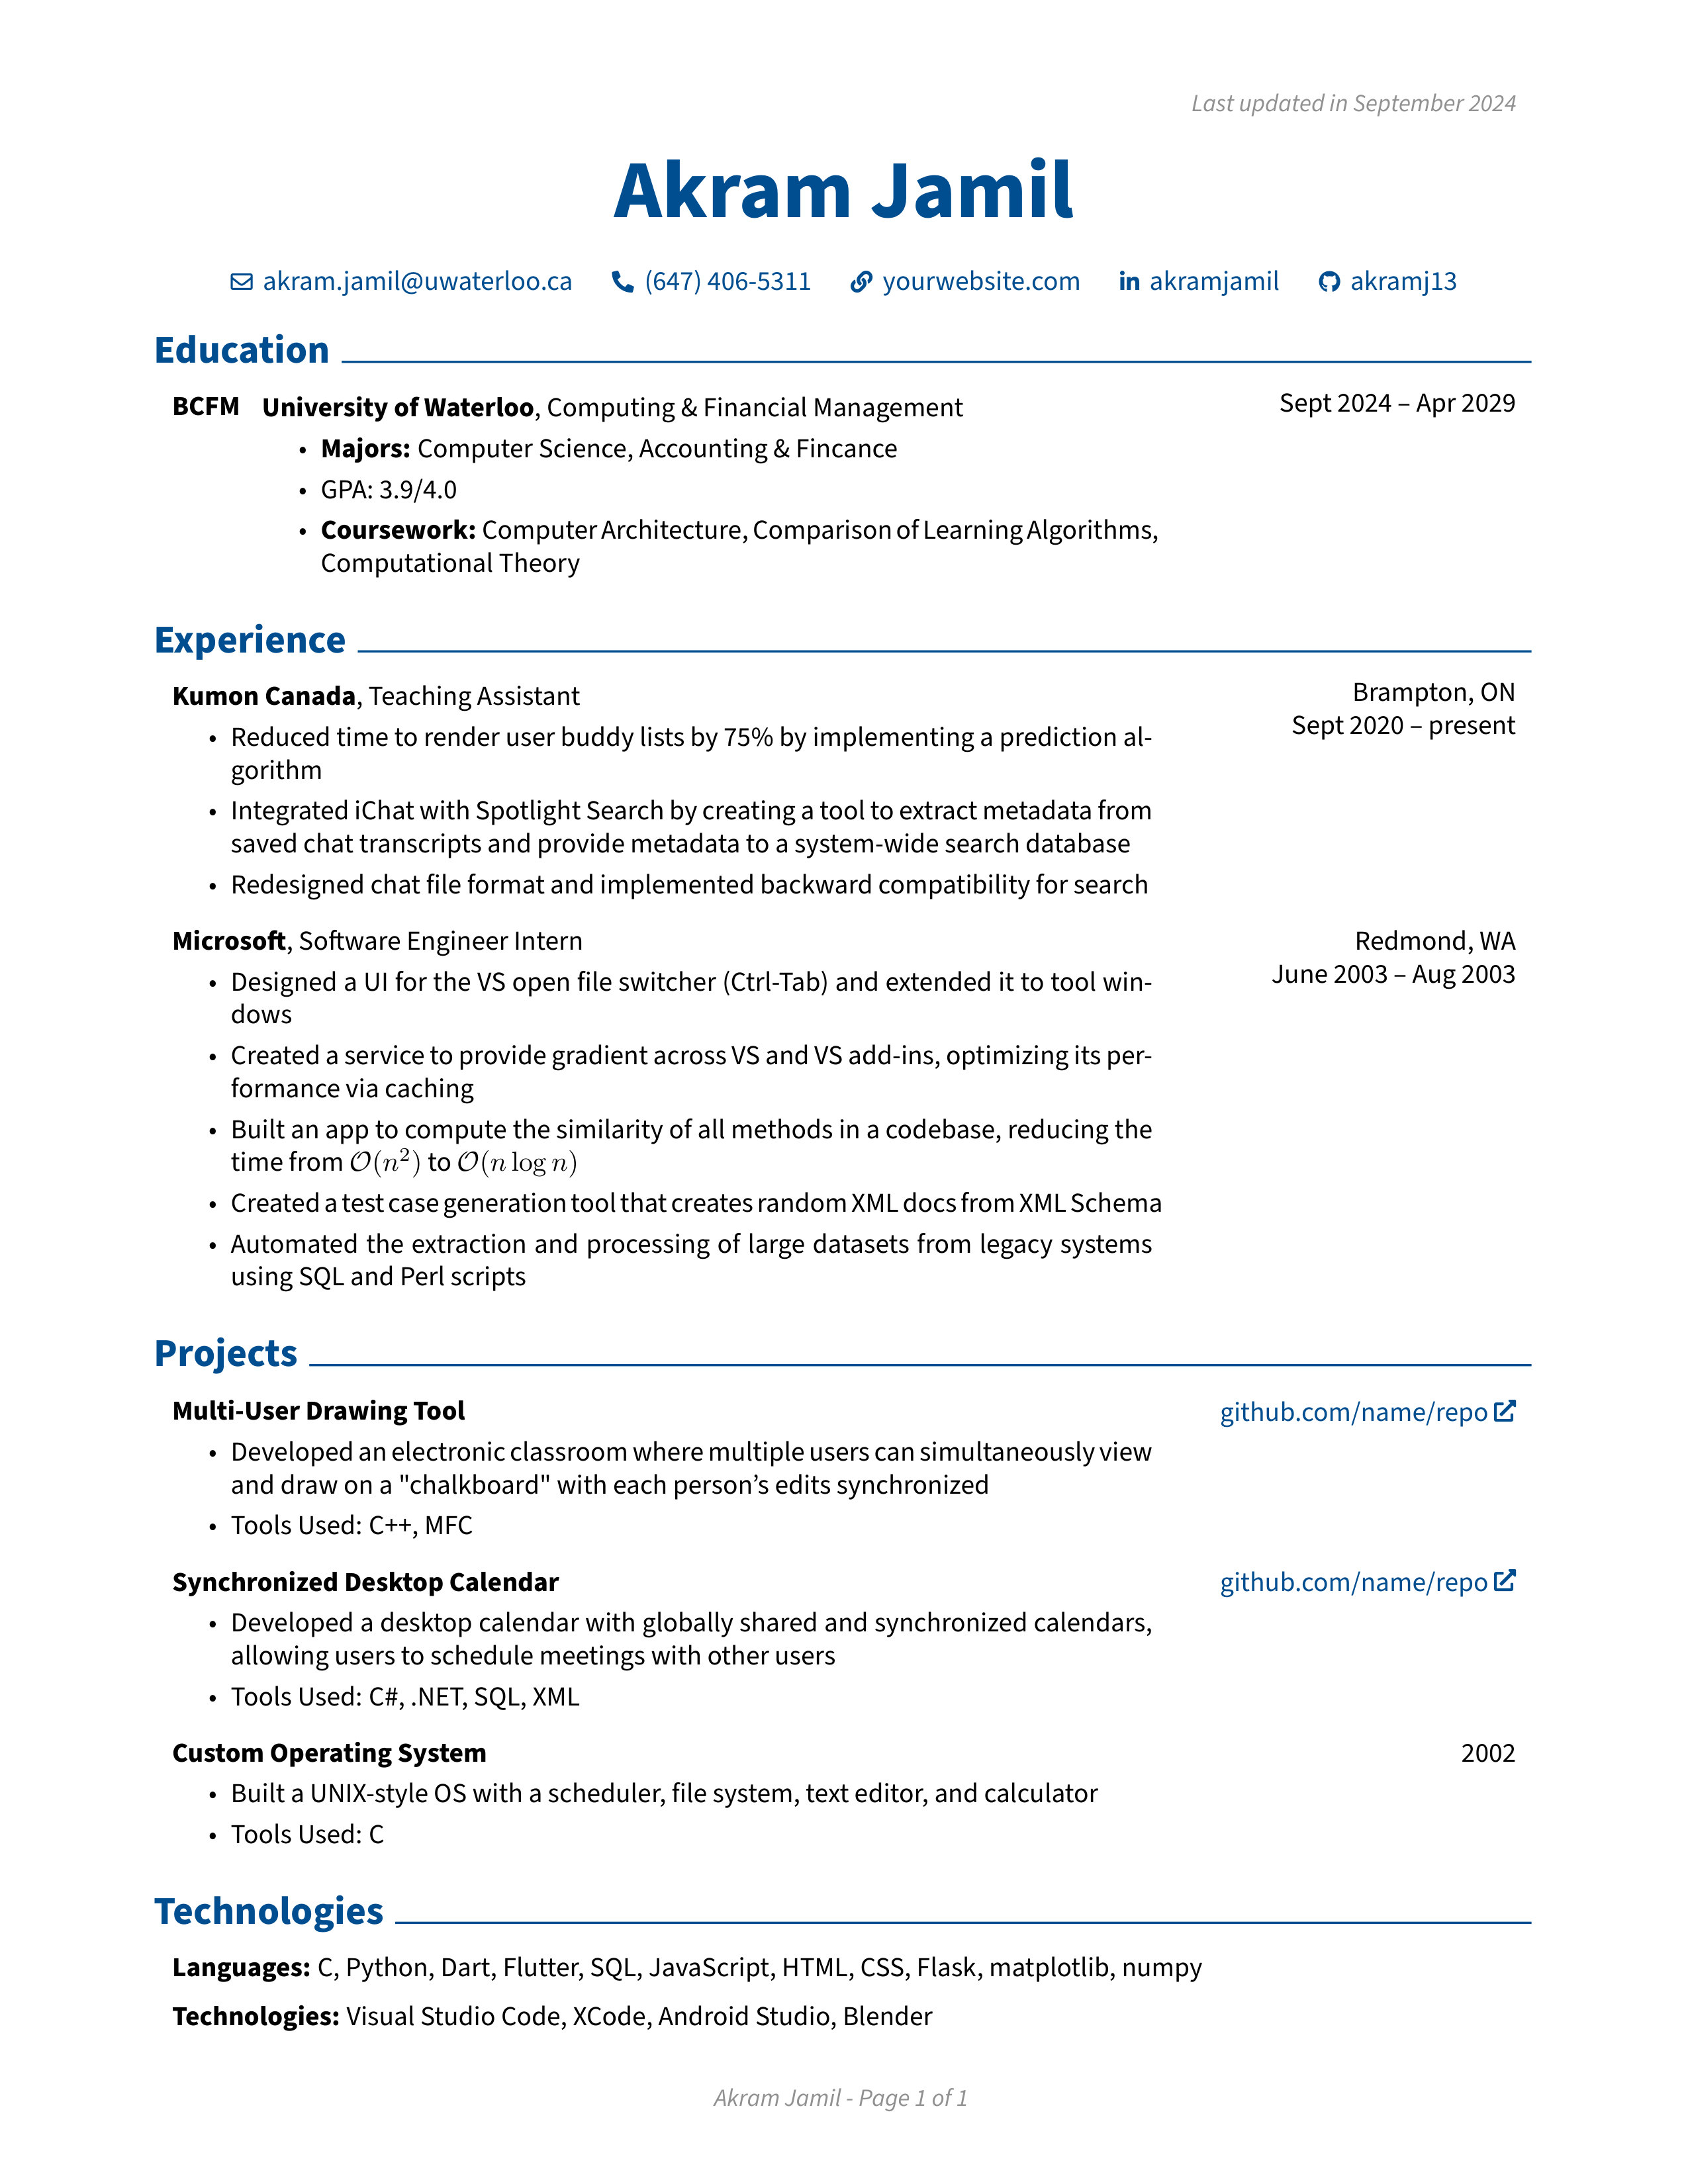 Last updated in September 2024
Akram Jamil
akram.jamil@uwaterloo.ca (647) 406-5311 yourwebsite.com akramjamil akramj13
Education
BCFM University of Waterloo, Computing & Financial Management Sept 2024 – Apr 2029
• Majors: Computer Science, Accounting & Fincance
• GPA: 3.9/4.0
• Coursework: Computer Architecture, Comparison of Learning Algorithms,
Computational Theory
Experience
Kumon Canada, Teaching Assistant Brampton, ON
Sept 2020 – present
• Reduced time to render user buddy lists by 75% by implementing a prediction al-
gorithm
• Integrated iChat with Spotlight Search by creating a tool to extract metadata from
saved chat transcripts and provide metadata to a system-wide search database
• Redesigned chat file format and implemented backward compatibility for search
Microsoft, Software Engineer Intern Redmond, WA
June 2003 – Aug 2003
• Designed a UI for the VS open file switcher (Ctrl-Tab) and extended it to tool win-
dows
• Created a service to provide gradient across VS and VS add-ins, optimizing its per-
formance via caching
• Built an app to compute the similarity of all methods in a codebase, reducing the
time from 𝒪(n²) to 𝒪(n log n)
• Created a test case generation tool that creates random XML docs from XML Schema
• Automated the extraction and processing of large datasets from legacy systems
using SQL and Perl scripts
Projects
Multi-User Drawing Tool github.com/name/repo
• Developed an electronic classroom where multiple users can simultaneously view
and draw on a "chalkboard" with each person’s edits synchronized
• Tools Used: C++, MFC
Synchronized Desktop Calendar github.com/name/repo
• Developed a desktop calendar with globally shared and synchronized calendars,
allowing users to schedule meetings with other users
• Tools Used: C#, .NET, SQL, XML
Custom Operating System 2002
• Built a UNIX-style OS with a scheduler, file system, text editor, and calculator
• Tools Used: C
Technologies
Languages: C, Python, Dart, Flutter, SQL, JavaScript, HTML, CSS, Flask, matplotlib, numpy
Technologies: Visual Studio Code, XCode, Android Studio, Blender
Akram Jamil - Page 1 of 1